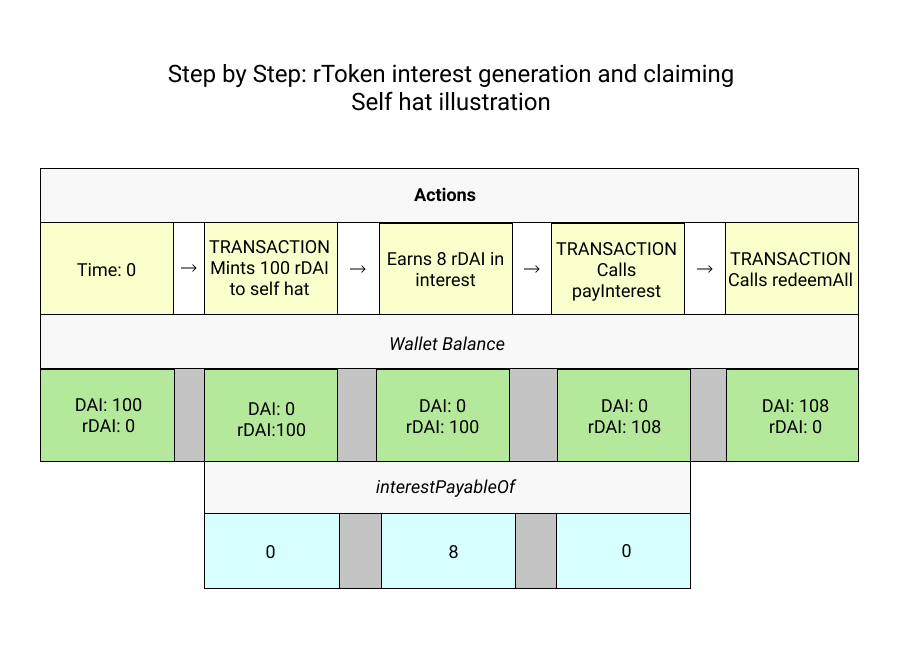 Step by Step: rToken interest generation and claiming
Self hat illustration
Actions
Time: 0
→
TRANSACTION
Mints 100 rDAI
to self hat
→
Earns 8 rDAI in
interest
→
TRANSACTION
Calls
payInterest
→
TRANSACTION
Calls redeemAll
Wallet Balance
DAI: 100
rDAI: 0
DAI: 0
rDAI:100
DAI: 0
rDAI: 100
DAI: 0
rDAI: 108
DAI: 108
rDAI: 0
interestPayableOf
0
8
0